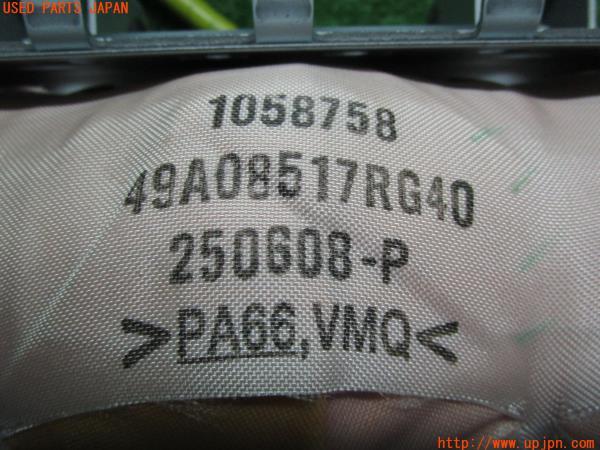 USED PARTS JAPAN
1058758
49A08517RG40
250608-P
>PA66,VMQ<
http://www.upjpn.com/